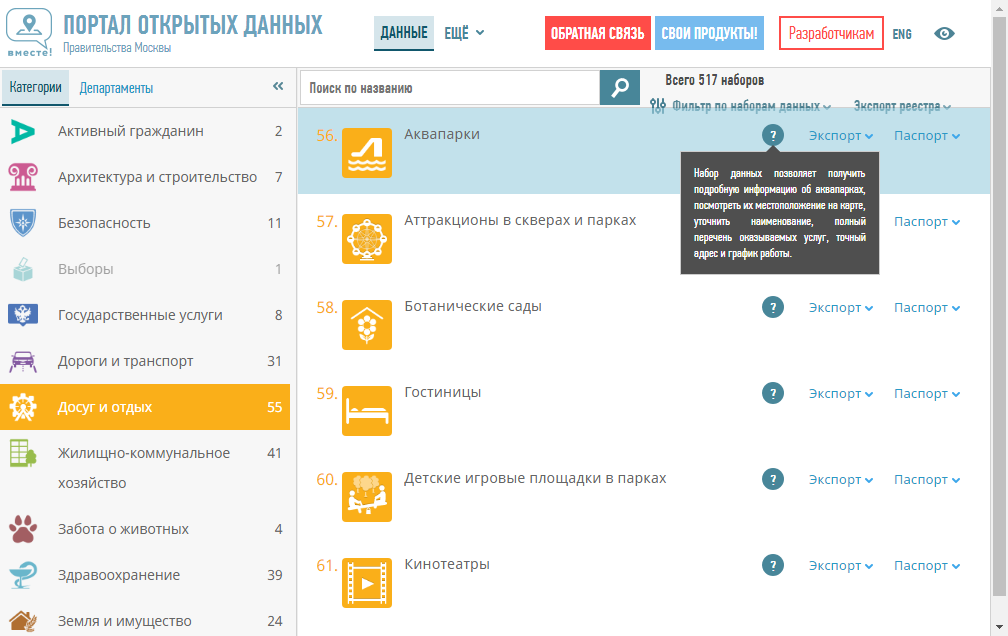 вместе!
ПОРТАЛ ОТКРЫТЫХ ДАННЫХ
Правительства Москвы
ДАННЫЕ
ЕЩЁ
ОБРАТНАЯ СВЯЗЬ
СВОИ ПРОДУКТЫ!
Разработчикам
ENG
Категории
Департаменты
«
Активный гражданин 2
Архитектура и строительство 7
Безопасность 11
Выборы 1
Государственные услуги 8
Дороги и транспорт 31
Досуг и отдых 55
Жилищно-коммунальное 41
хозяйство
Забота о животных 4
Здравоохранение 39
Земля и имущество 24
Поиск по названию
Всего 517 наборов
Фильтр по наборам данных
Экспорт реестра
56. Аквапарки ? Экспорт Паспорт
Набор данных позволяет получить
подробную информацию об аквапарках,
посмотреть их местоположение на карте,
уточнить наименование, полный
перечень оказываемых услуг, точный
адрес и график работы.
57. Аттракционы в скверах и парках Паспорт
58. Ботанические сады ? Экспорт Паспорт
59. Гостиницы ? Экспорт Паспорт
60. Детские игровые площадки в парках ? Экспорт Паспорт
61. Кинотеатры ? Экспорт Паспорт